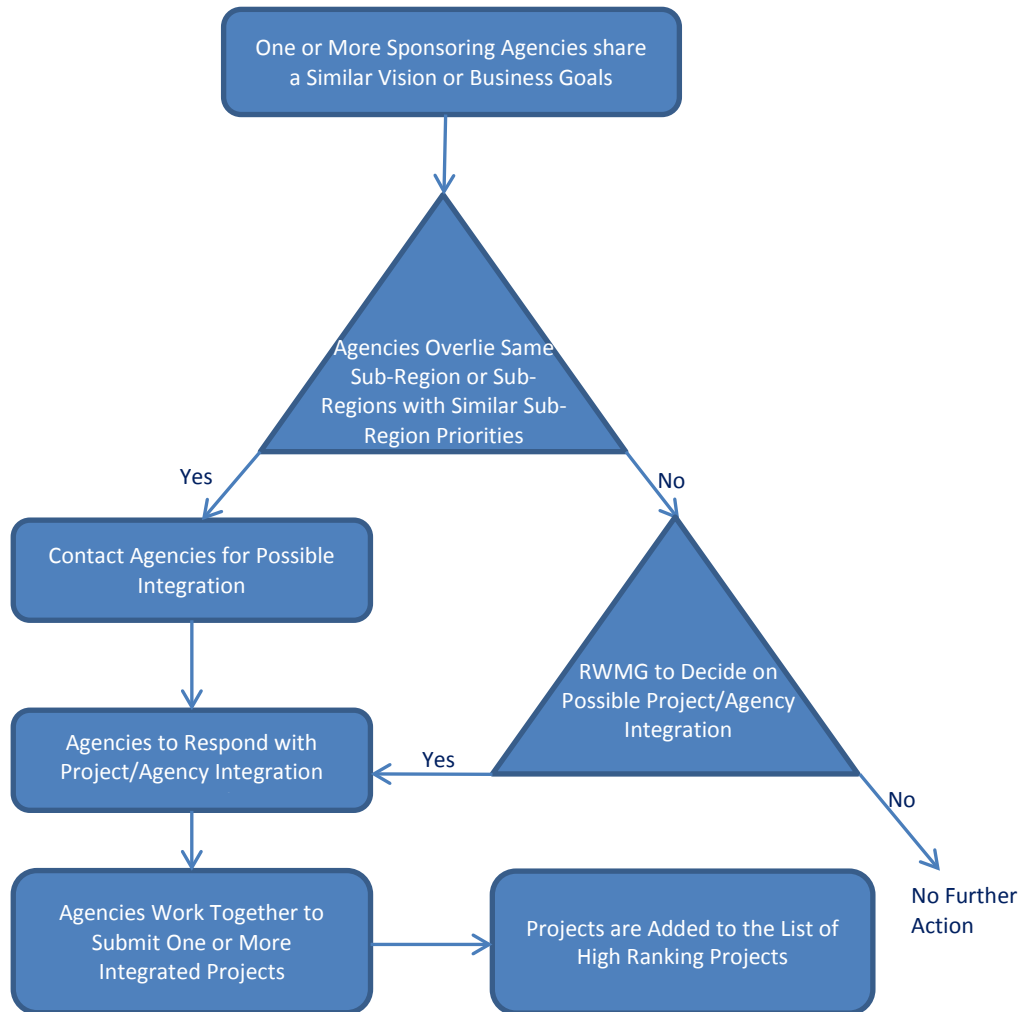 One or More Sponsoring Agencies share
a Similar Vision or Business Goals
Agencies Overlie Same
Sub-Region or Sub-
Regions with Similar Sub-
Region Priorities
Yes
No
Contact Agencies for Possible
Integration
RWMG to Decide on
Possible Project/Agency
Integration
Agencies to Respond with
Project/Agency Integration
Yes
No
Agencies Work Together to
Submit One or More
Integrated Projects
Projects are Added to the List of
High Ranking Projects
No Further
Action